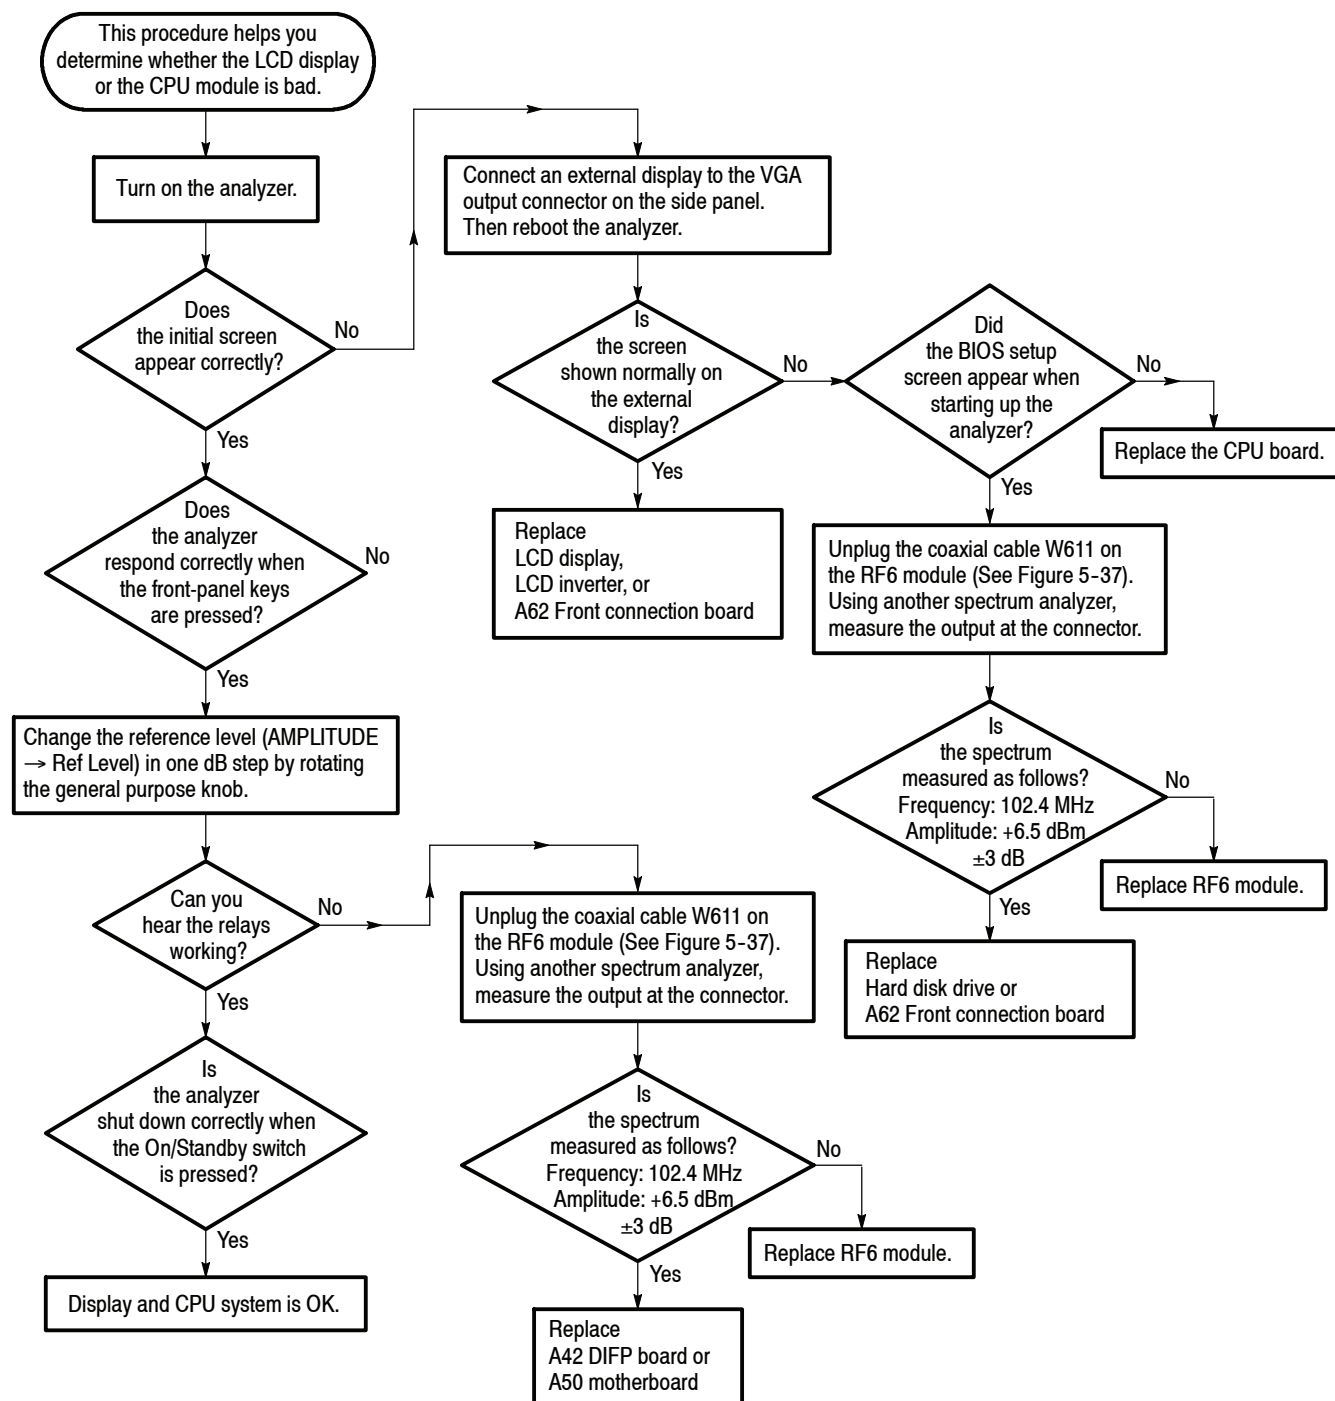 This procedure helps you
determine whether the LCD display
or the CPU module is bad.
Turn on the analyzer.
Does
the initial screen
appear correctly?
No
Yes
Does
the analyzer
respond correctly when
the front-panel keys
are pressed?
No
Yes
Change the reference level (AMPLITUDE
→ Ref Level) in one dB step by rotating
the general purpose knob.
Can you
hear the relays
working?
No
Yes
Is
the analyzer
shut down correctly when
the On/Standby switch
is pressed?
Yes
Display and CPU system is OK.
Connect an external display to the VGA
output connector on the side panel.
Then reboot the analyzer.
Is
the screen
shown normally on
the external
display?
No
Yes
Replace
LCD display,
LCD inverter, or
A62 Front connection board
Did
the BIOS setup
screen appear when
starting up the
analyzer?
No
Replace the CPU board.
Yes
Unplug the coaxial cable W611 on
the RF6 module (See Figure 5-37).
Using another spectrum analyzer,
measure the output at the connector.
Is
the spectrum
measured as follows?
Frequency: 102.4 MHz
Amplitude: +6.5 dBm
±3 dB
No
Replace RF6 module.
Yes
Replace
Hard disk drive or
A62 Front connection board
Unplug the coaxial cable W611 on
the RF6 module (See Figure 5-37).
Using another spectrum analyzer,
measure the output at the connector.
Is
the spectrum
measured as follows?
Frequency: 102.4 MHz
Amplitude: +6.5 dBm
±3 dB
No
Replace RF6 module.
Yes
Replace
A42 DIFP board or
A50 motherboard